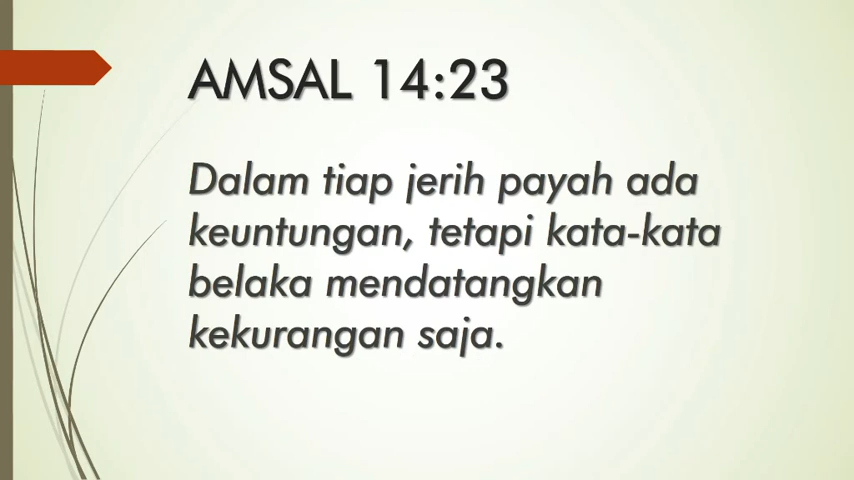 AMSAL 14:23
Dalam tiap jerih payah ada
keuntungan, tetapi kata-kata
belaka mendatangkan
kekurangan saja.